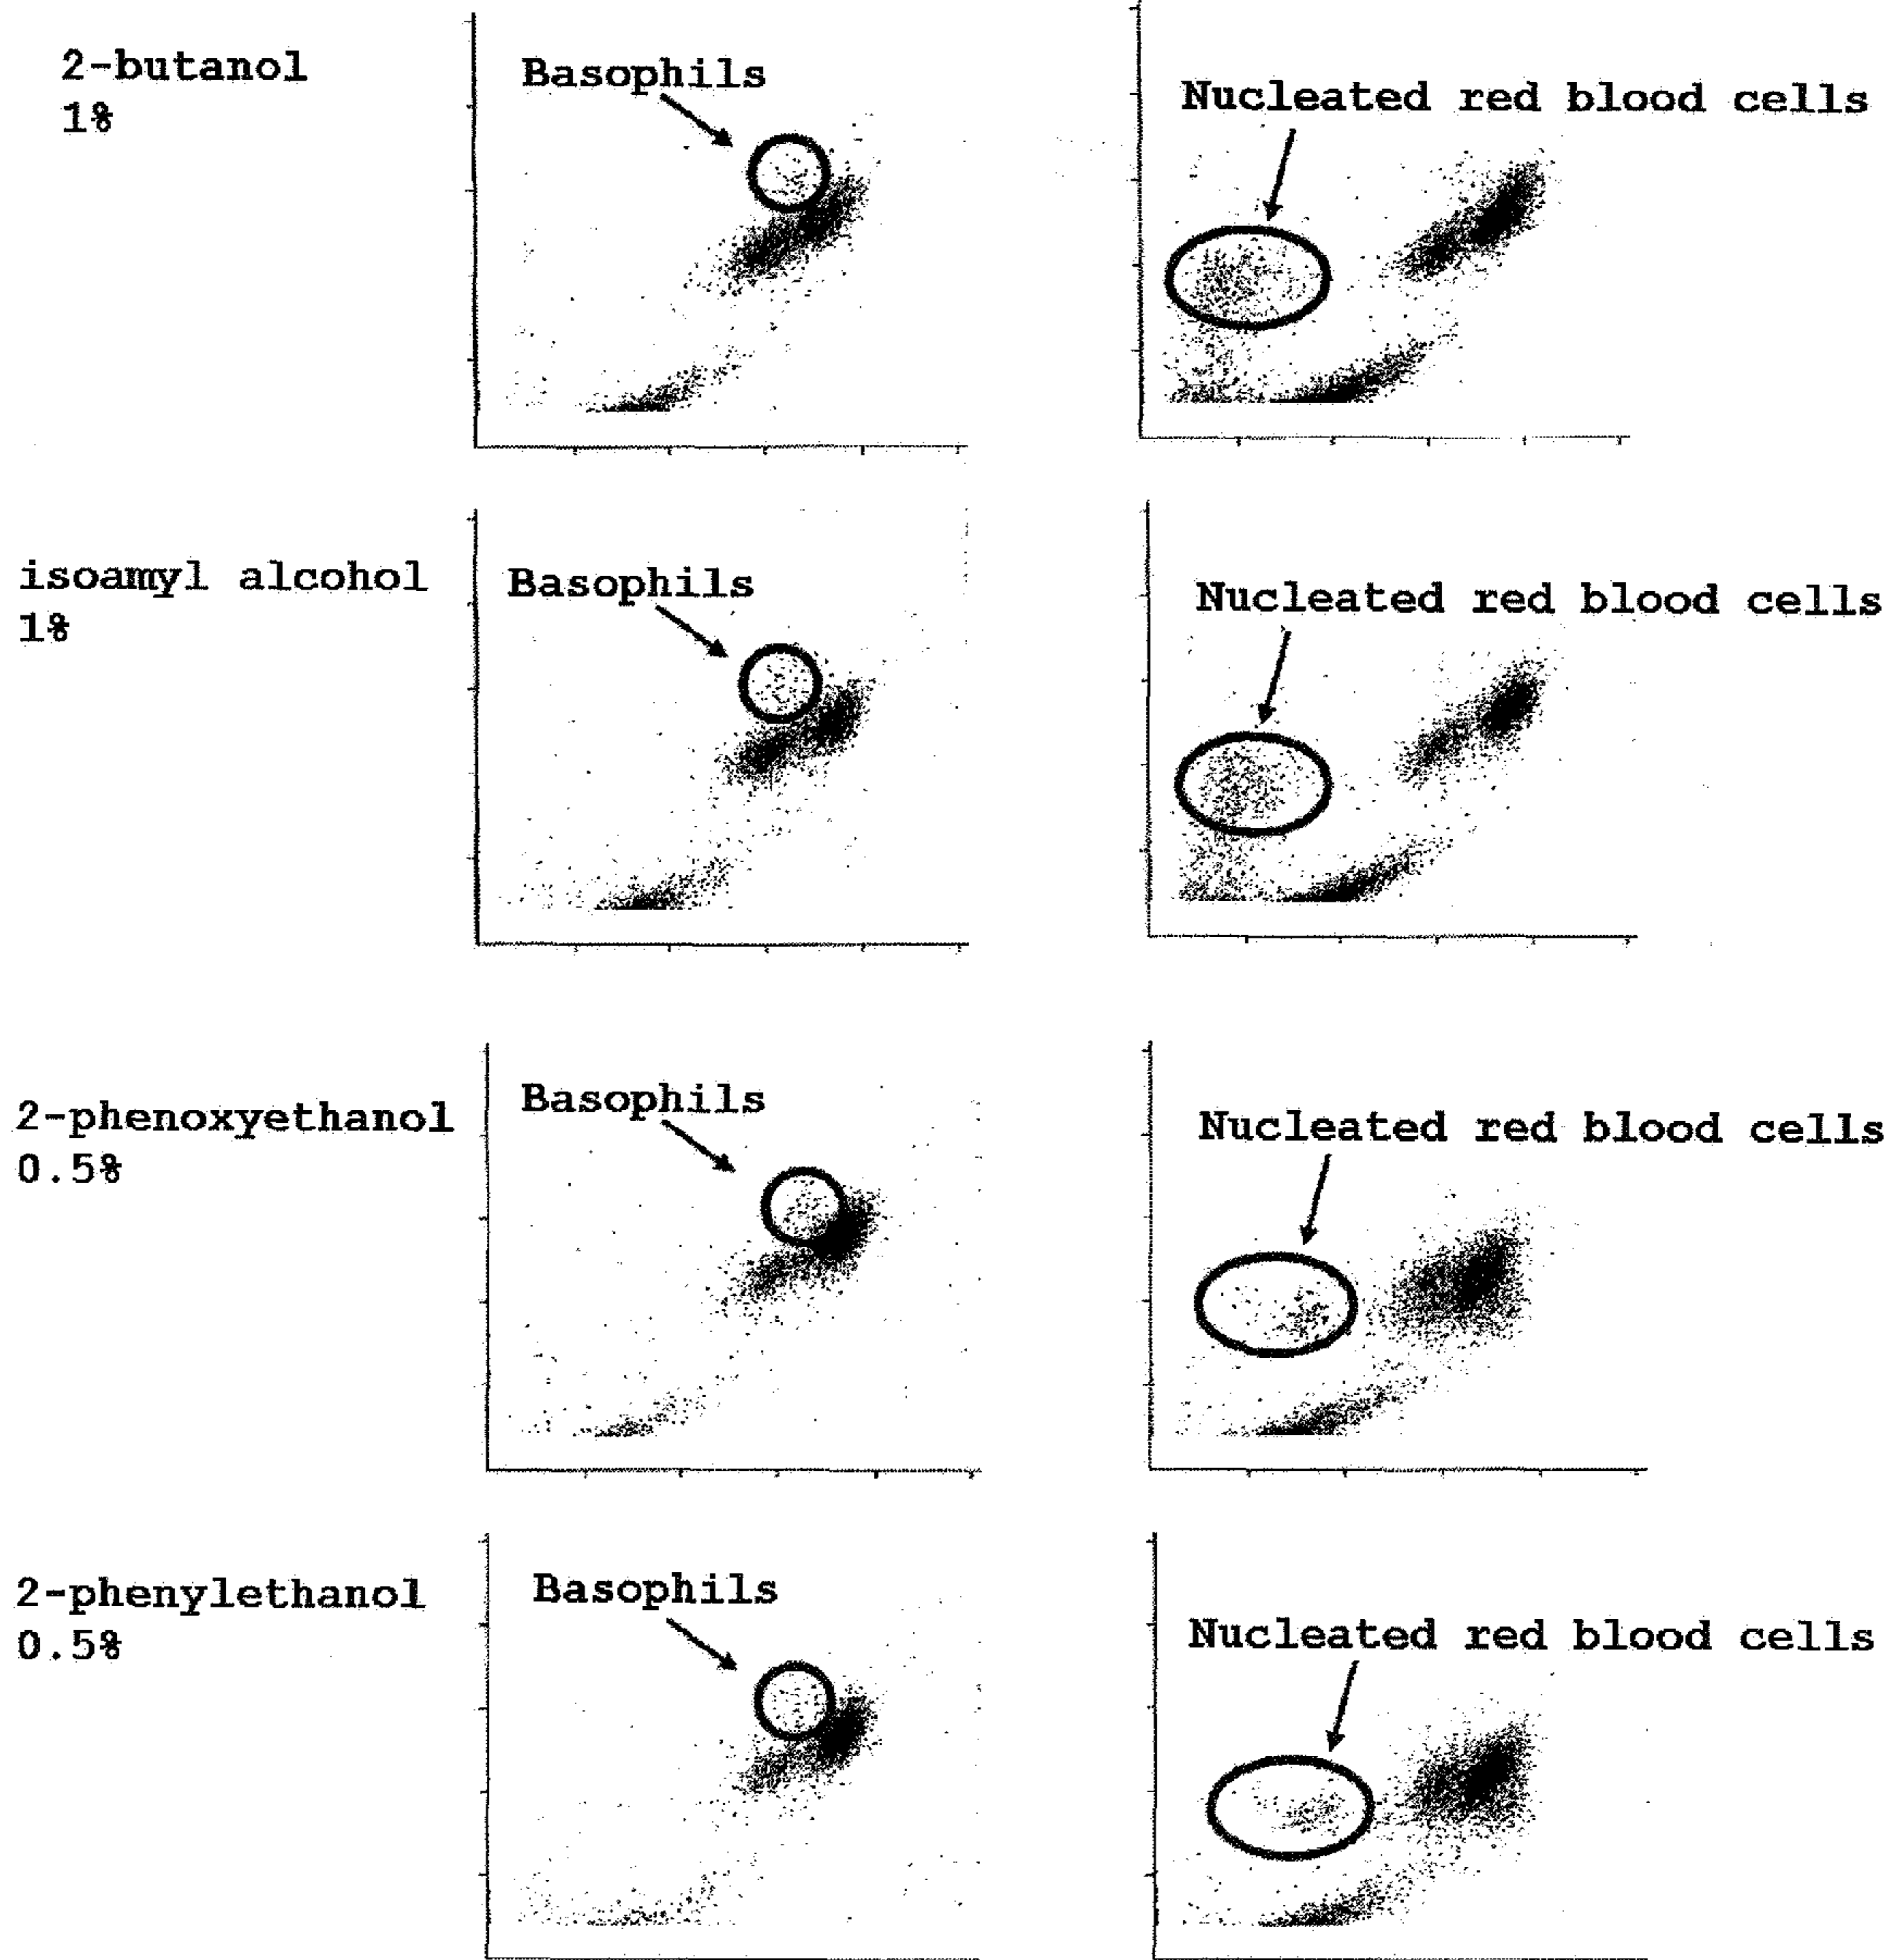 2-butanol
1%
Basophils
Nucleated red blood cells
isoamyl alcohol
1%
Basophils
Nucleated red blood cells
2-phenoxyethanol
0.5%
Basophils
Nucleated red blood cells
2-phenylethanol
0.5%
Basophils
Nucleated red blood cells